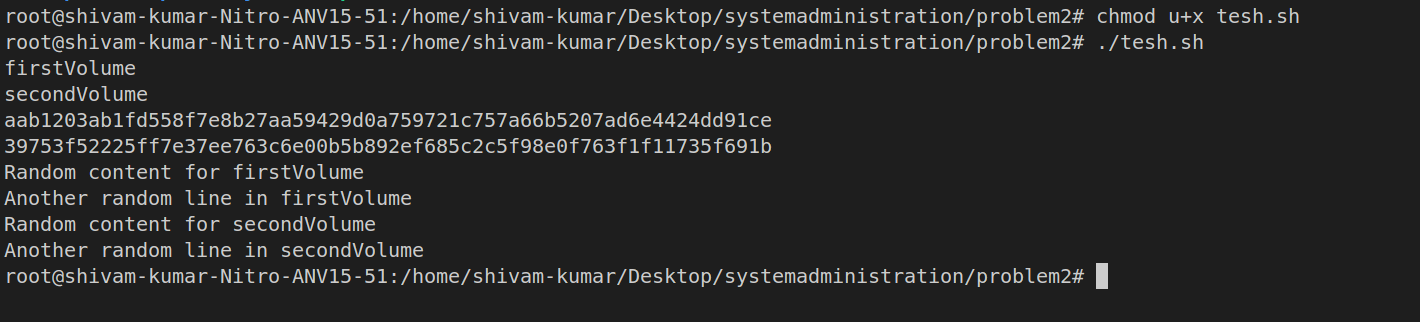 root@shivam-kumar-Nitro-ANV15-51:/home/shivam-kumar/Desktop/systemadministration/problem2# chmod u+x tesh.sh
root@shivam-kumar-Nitro-ANV15-51:/home/shivam-kumar/Desktop/systemadministration/problem2# ./tesh.sh
firstVolume
secondVolume
aab1203ab1fd558f7e8b27aa59429d0a759721c757a66b5207ad6e4424dd91ce
39753f52225ff7e37ee763c6e00b5b892ef685c2c5f98e0f763f1f11735f691b
Random content for firstVolume
Another random line in firstVolume
Random content for secondVolume
Another random line in secondVolume
root@shivam-kumar-Nitro-ANV15-51:/home/shivam-kumar/Desktop/systemadministration/problem2#